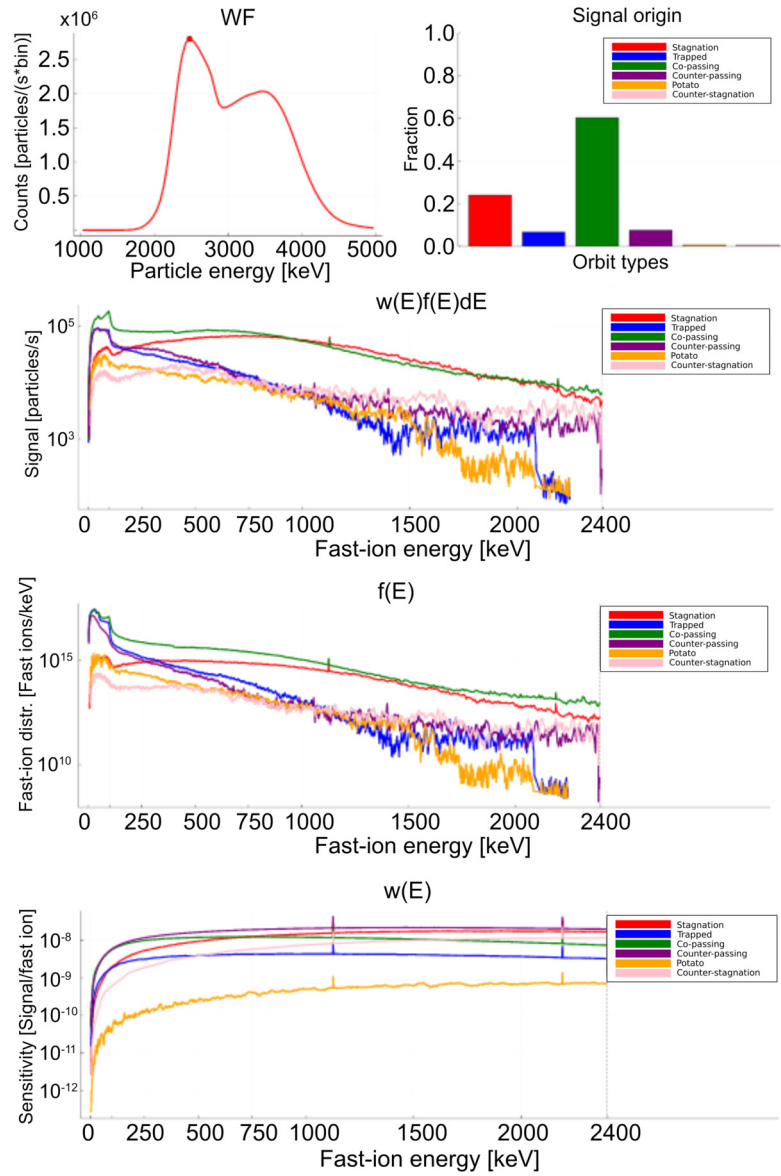 WF
Counts [particles/(s*bin)]
×10⁶
2.5
2.0
1.5
1.0
5
1000 2000 3000 4000 5000
Particle energy [keV]
Signal origin
Fraction
1.0
0.8
0.6
0.4
0.2
0.0
Stagnation
Trapped
Co-passing
Counter-passing
Potato
Counter-stagnation
Orbit types
w(E)f(E)dE
Signal [particles/s]
10⁵
10³
Stagnation
Trapped
Co-passing
Counter-passing
Potato
Counter-stagnation
0 250 500 750 1000 1500 2000 2400
Fast-ion energy [keV]
f(E)
Fast-ion distr. [Fast ions/keV]
10¹⁵
10¹⁰
Stagnation
Trapped
Co-passing
Counter-passing
Potato
Counter-stagnation
0 250 500 750 1000 1500 2000 2400
Fast-ion energy [keV]
w(E)
Sensitivity [Signal/fast ion]
10⁻⁸
10⁻⁹
10⁻¹⁰
10⁻¹¹
10⁻¹²
Stagnation
Trapped
Co-passing
Counter-passing
Potato
Counter-stagnation
0 250 500 750 1000 1500 2000 2400
Fast-ion energy [keV]